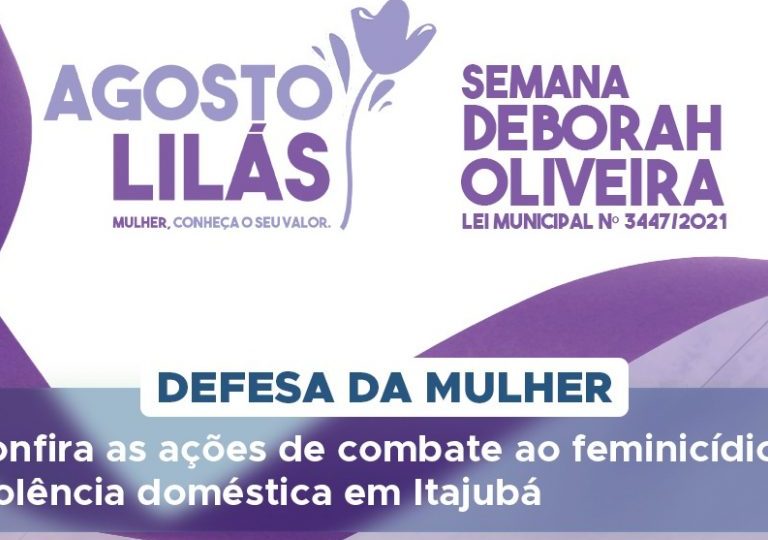 AGOSTO
LILÁS
MULHER, CONHEÇA O SEU VALOR.
SEMANA
DEBORAH
OLIVEIRA
LEI MUNICIPAL Nº 3447/2021
DEFESA DA MULHER
onfira as ações de combate ao feminicídio
olência doméstica em Itajubá